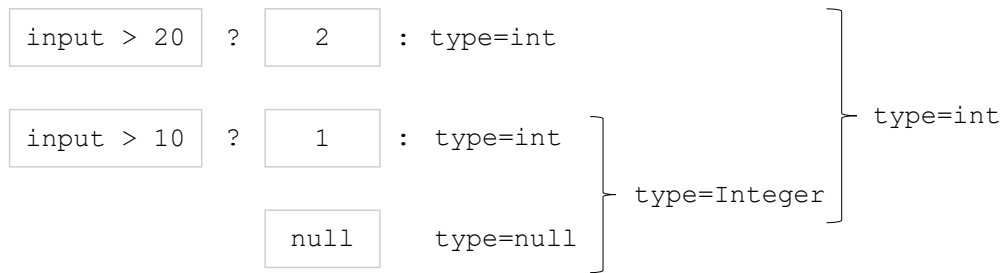 input > 20 ? 2 : type=int
type=int
input > 10 ? 1 : type=int
type=Integer
null type=null